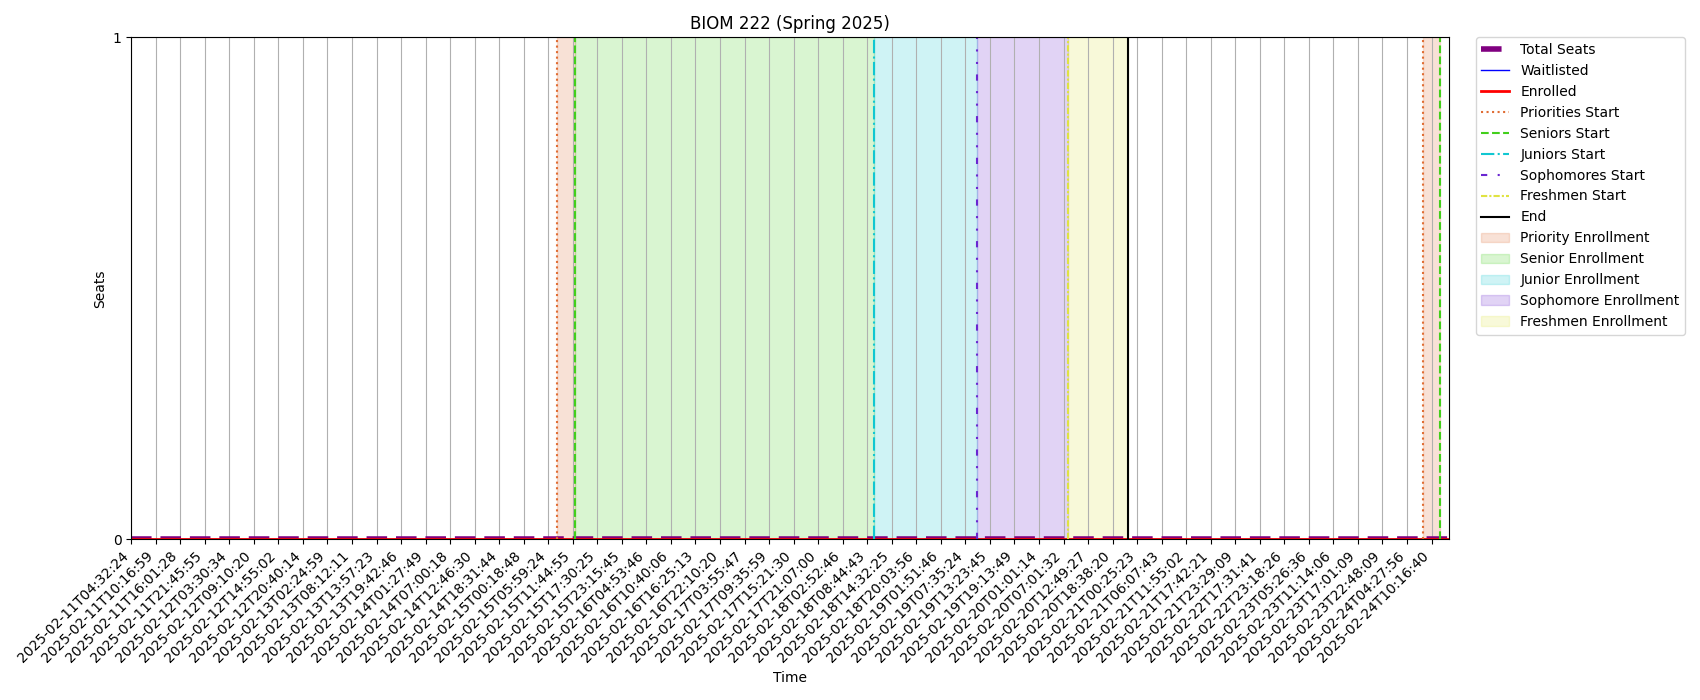 BIOM 222 (Spring 2025)
1
0
Seats
2025-02-11T04:32:24
2025-02-11T10:16:59
2025-02-11T16:01:28
2025-02-11T21:45:55
2025-02-12T03:30:34
2025-02-12T09:10:20
2025-02-12T14:55:02
2025-02-12T20:40:14
2025-02-13T02:24:59
2025-02-13T08:12:11
2025-02-13T13:57:23
2025-02-13T19:42:46
2025-02-14T01:27:49
2025-02-14T07:00:18
2025-02-14T12:46:30
2025-02-14T18:31:44
2025-02-15T00:18:48
2025-02-15T05:59:24
2025-02-15T11:44:55
2025-02-15T17:30:25
2025-02-15T23:15:45
2025-02-16T04:53:46
2025-02-16T10:40:06
2025-02-16T16:25:13
2025-02-16T22:10:20
2025-02-17T03:55:47
2025-02-17T09:35:59
2025-02-17T15:21:30
2025-02-17T21:07:00
2025-02-18T02:52:46
2025-02-18T08:44:43
2025-02-18T14:32:25
2025-02-18T20:03:56
2025-02-19T01:51:46
2025-02-19T07:35:24
2025-02-19T13:23:45
2025-02-19T19:13:49
2025-02-20T01:01:14
2025-02-20T07:01:32
2025-02-20T12:49:27
2025-02-20T18:38:20
2025-02-21T00:25:23
2025-02-21T06:07:43
2025-02-21T11:55:02
2025-02-21T17:42:21
2025-02-21T23:29:09
2025-02-22T17:31:41
2025-02-22T23:18:26
2025-02-23T05:26:36
2025-02-23T11:14:06
2025-02-23T17:01:09
2025-02-23T22:48:09
2025-02-24T04:27:56
2025-02-24T10:16:40
Time
Total Seats
Waitlisted
Enrolled
Priorities Start
Seniors Start
Juniors Start
Sophomores Start
Freshmen Start
End
Priority Enrollment
Senior Enrollment
Junior Enrollment
Sophomore Enrollment
Freshmen Enrollment